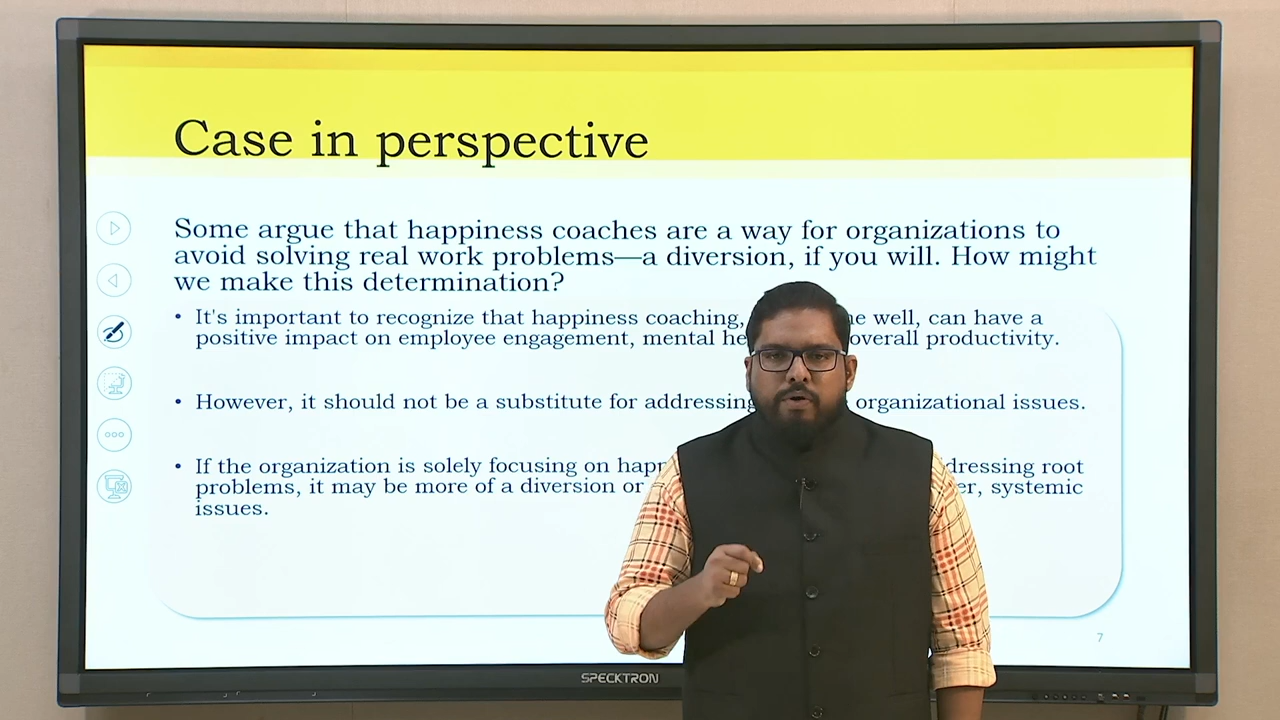 Case in perspective
Some argue that happiness coaches are a way for organizations to
avoid solving real work problems—a diversion, if you will. How might
we make this determination?
• It's important to recognize that happiness coaching, well, can have a
positive impact on employee engagement, mental overall productivity.
• However, it should not be a substitute for addressing organizational issues.
• If the organization is solely focusing on root
problems, it may be more of a diversion or systemic
issues.
7
SPECKTRON